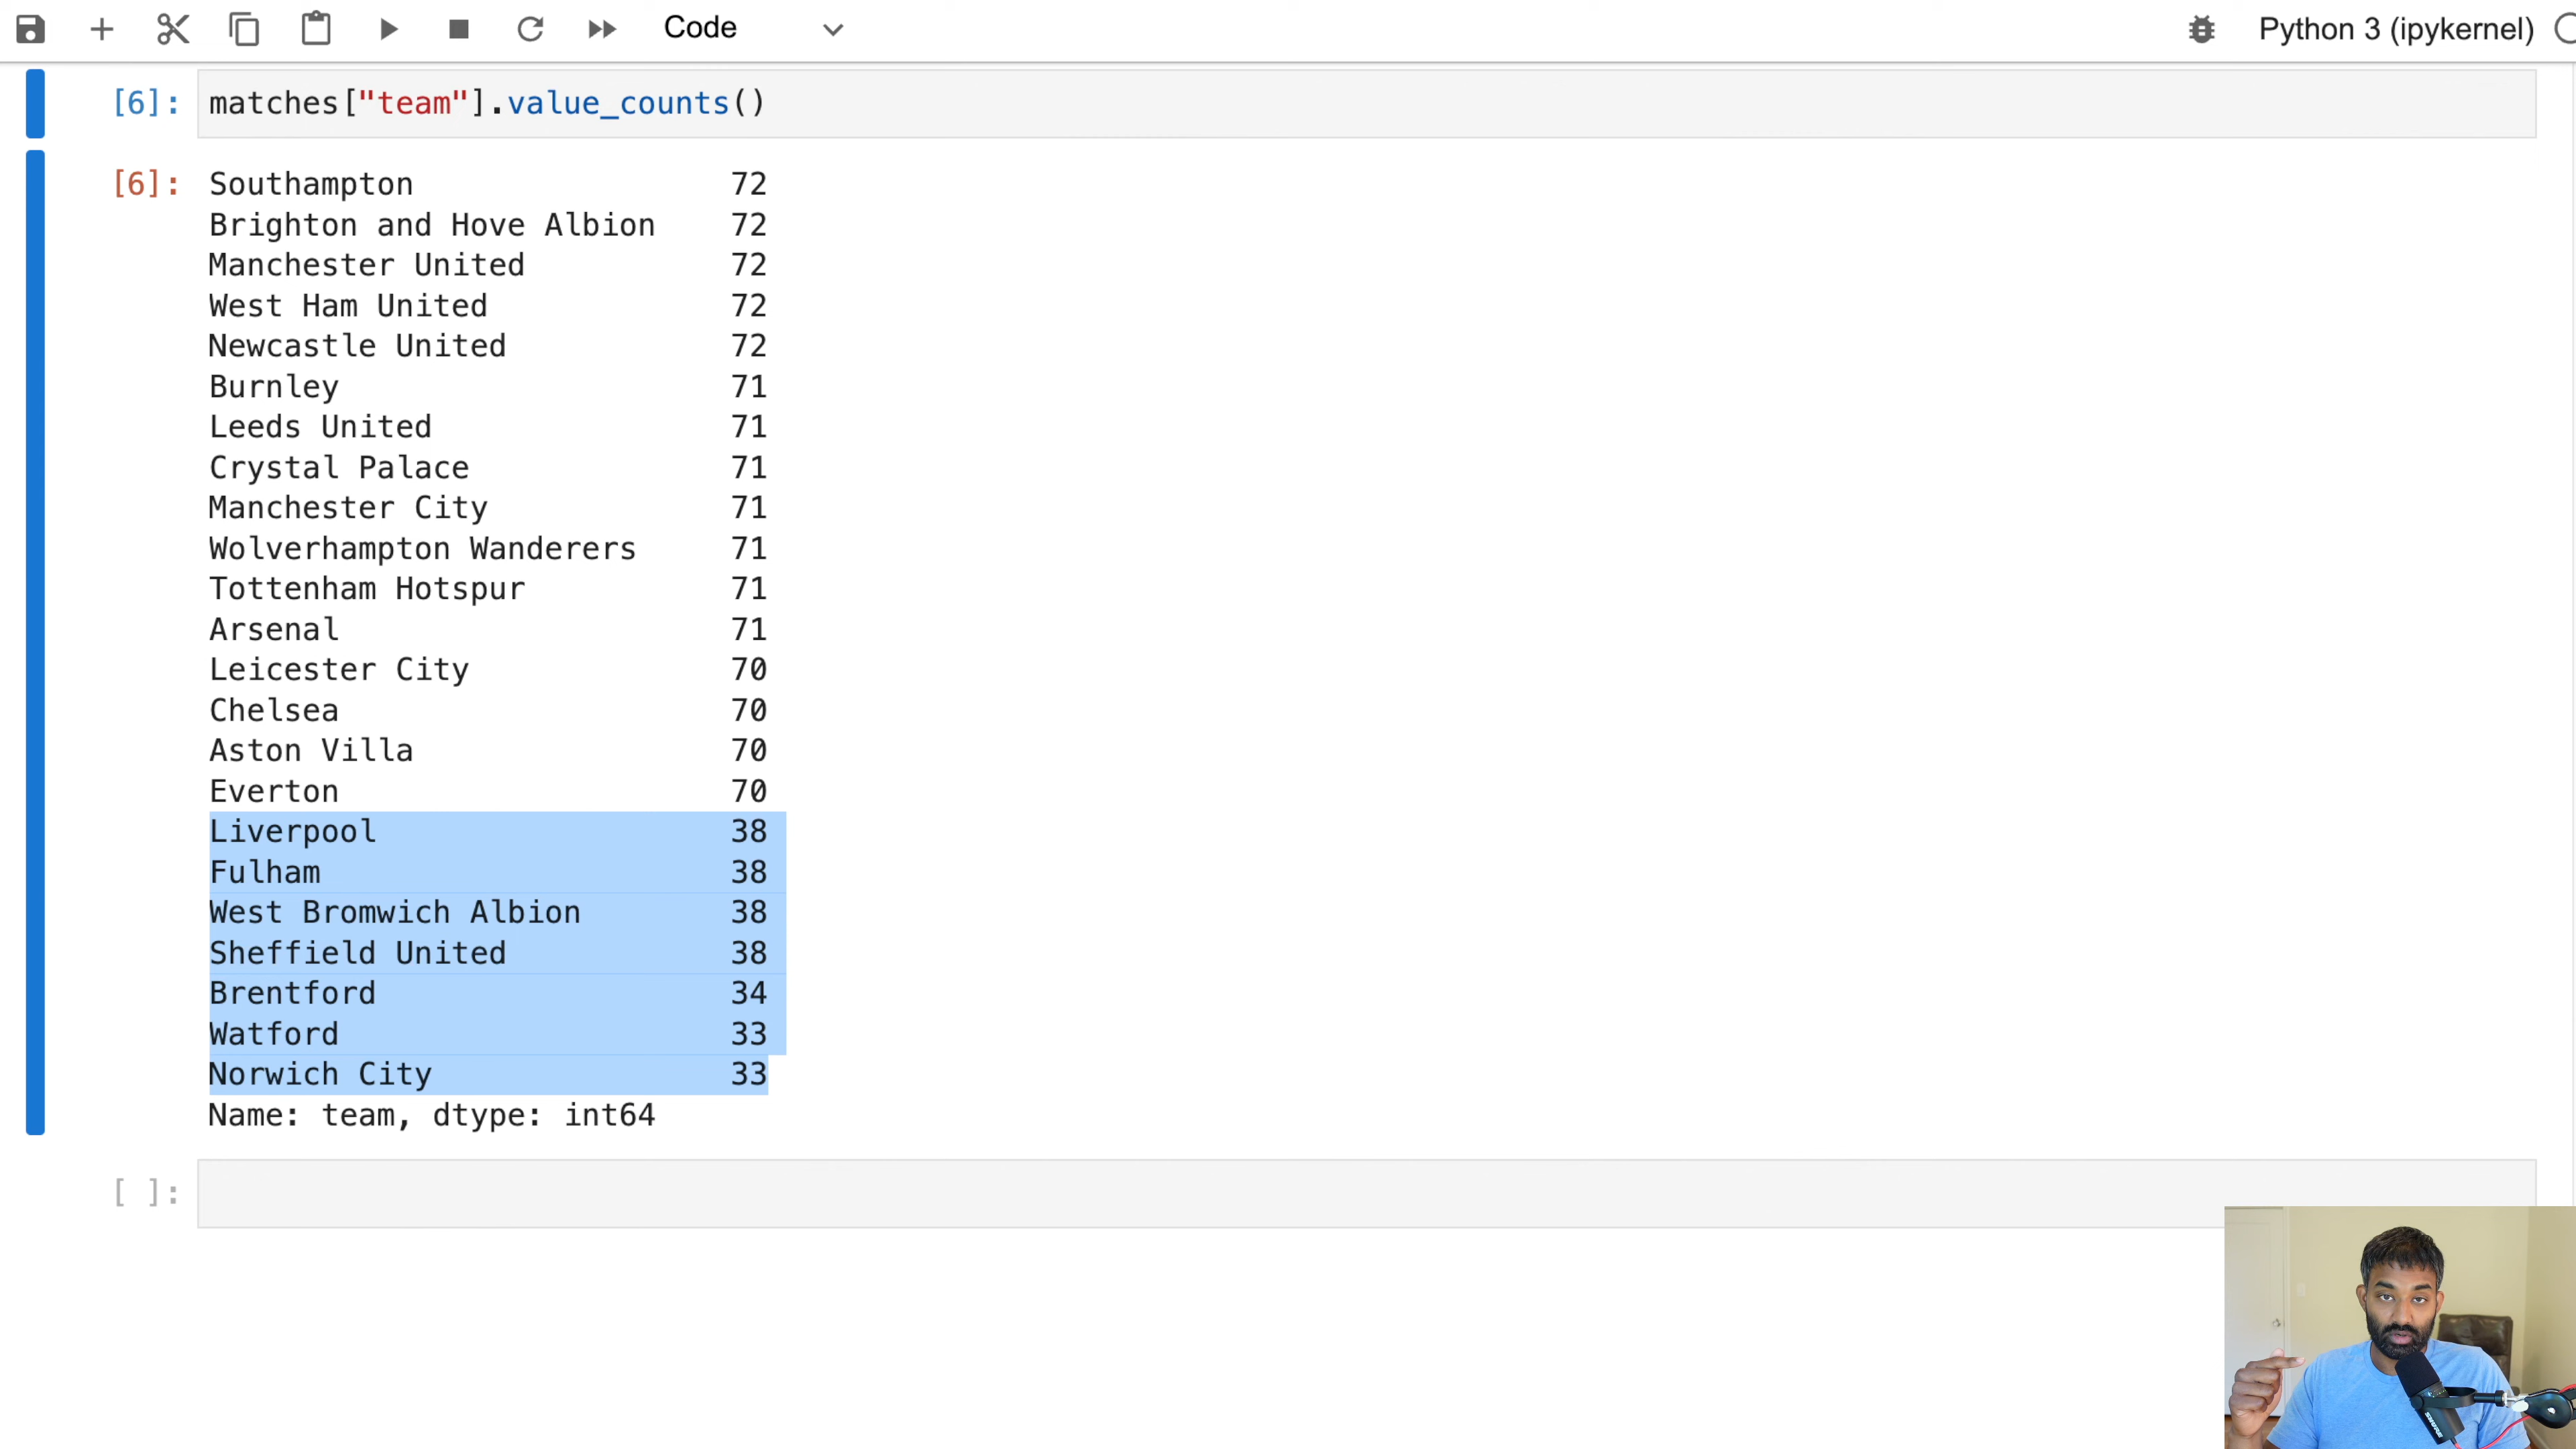 Code
Python 3 (ipykernel)
[6]: matches["team"].value_counts()
[6]: Southampton 72
Brighton and Hove Albion 72
Manchester United 72
West Ham United 72
Newcastle United 72
Burnley 71
Leeds United 71
Crystal Palace 71
Manchester City 71
Wolverhampton Wanderers 71
Tottenham Hotspur 71
Arsenal 71
Leicester City 70
Chelsea 70
Aston Villa 70
Everton 70
Liverpool 38
Fulham 38
West Bromwich Albion 38
Sheffield United 38
Brentford 34
Watford 33
Norwich City 33
Name: team, dtype: int64
[ ]: